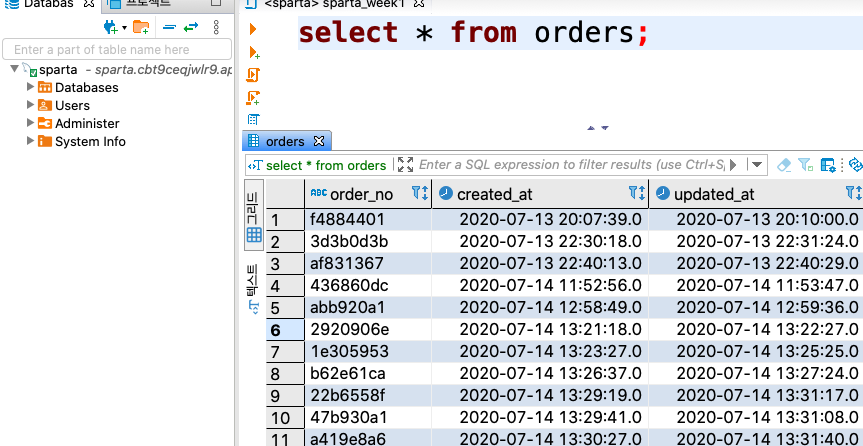 Databas
프로젝트
Enter a part of table name here
sparta - sparta.cbt9ceqjwlr9.ap
Databases
Users
Administer
System Info
<sparta> sparta_week1
select * from orders;
orders
select * from orders Enter a SQL expression to filter results (use Ctrl+S
그리드
텍스트
order_no created_at updated_at
1 f4884401 2020-07-13 20:07:39.0 2020-07-13 20:10:00.0
2 3d3b0d3b 2020-07-13 22:30:18.0 2020-07-13 22:31:24.0
3 af831367 2020-07-13 22:40:13.0 2020-07-13 22:40:29.0
4 436860dc 2020-07-14 11:52:56.0 2020-07-14 11:53:47.0
5 abb920a1 2020-07-14 12:58:49.0 2020-07-14 12:59:36.0
6 2920906e 2020-07-14 13:21:18.0 2020-07-14 13:22:27.0
7 1e305953 2020-07-14 13:23:27.0 2020-07-14 13:25:25.0
8 b62e61ca 2020-07-14 13:26:37.0 2020-07-14 13:27:24.0
9 22b6558f 2020-07-14 13:29:19.0 2020-07-14 13:31:17.0
10 47b930a1 2020-07-14 13:29:41.0 2020-07-14 13:31:08.0
11 a419e8a6 2020-07-14 13:30:27.0 2020-07-14 13:31:40.0